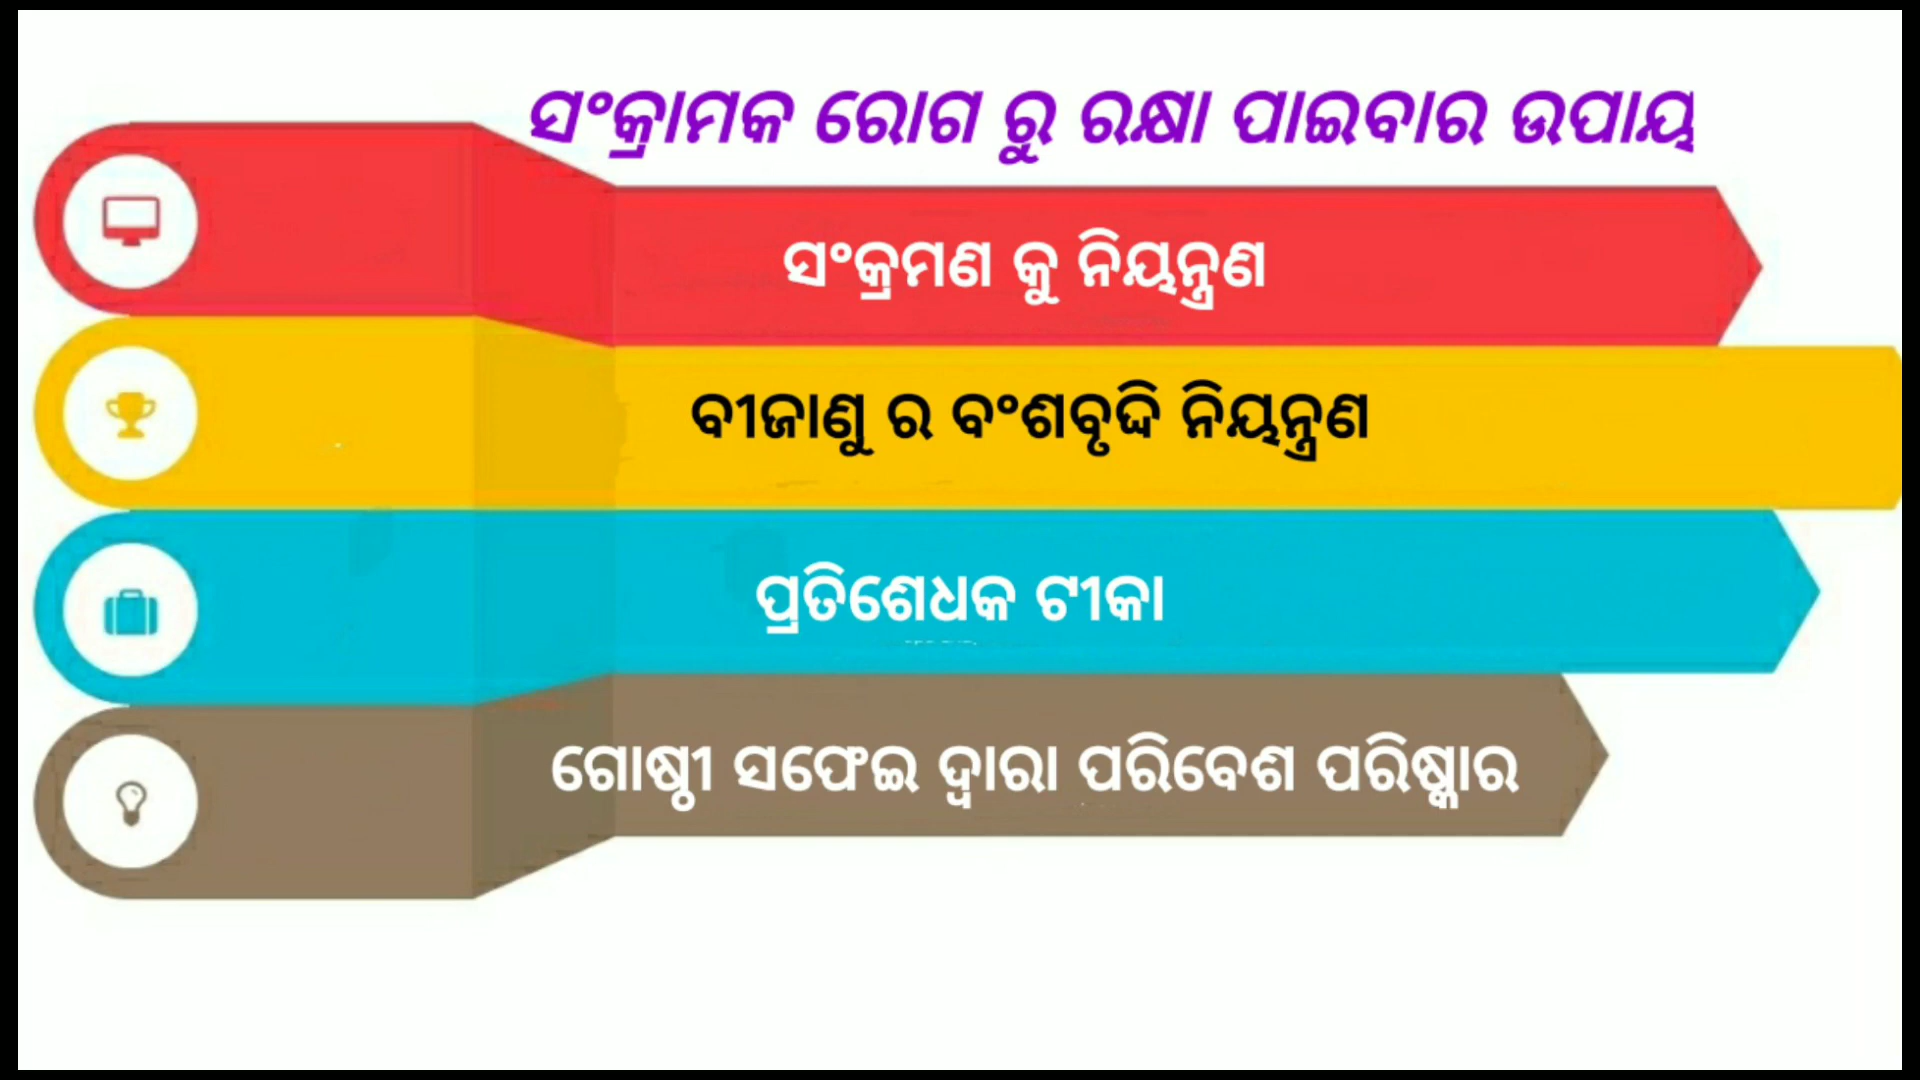 ସଂକ୍ରାମକ ରୋଗ ରୁ ରକ୍ଷା ପାଇବାର ଉପାୟ
ସଂକ୍ରମଣ କୁ ନିୟନ୍ତ୍ରଣ
ବୀଜାଣୁ ର ବଂଶବୃଦ୍ଦି ନିୟନ୍ତ୍ରଣ
ପ୍ରତିଶେଧକ ଟୀକା
ଗୋଷ୍ଠୀ ସଫେଇ ଦ୍ଵାରା ପରିବେଶ ପରିଷ୍କାର